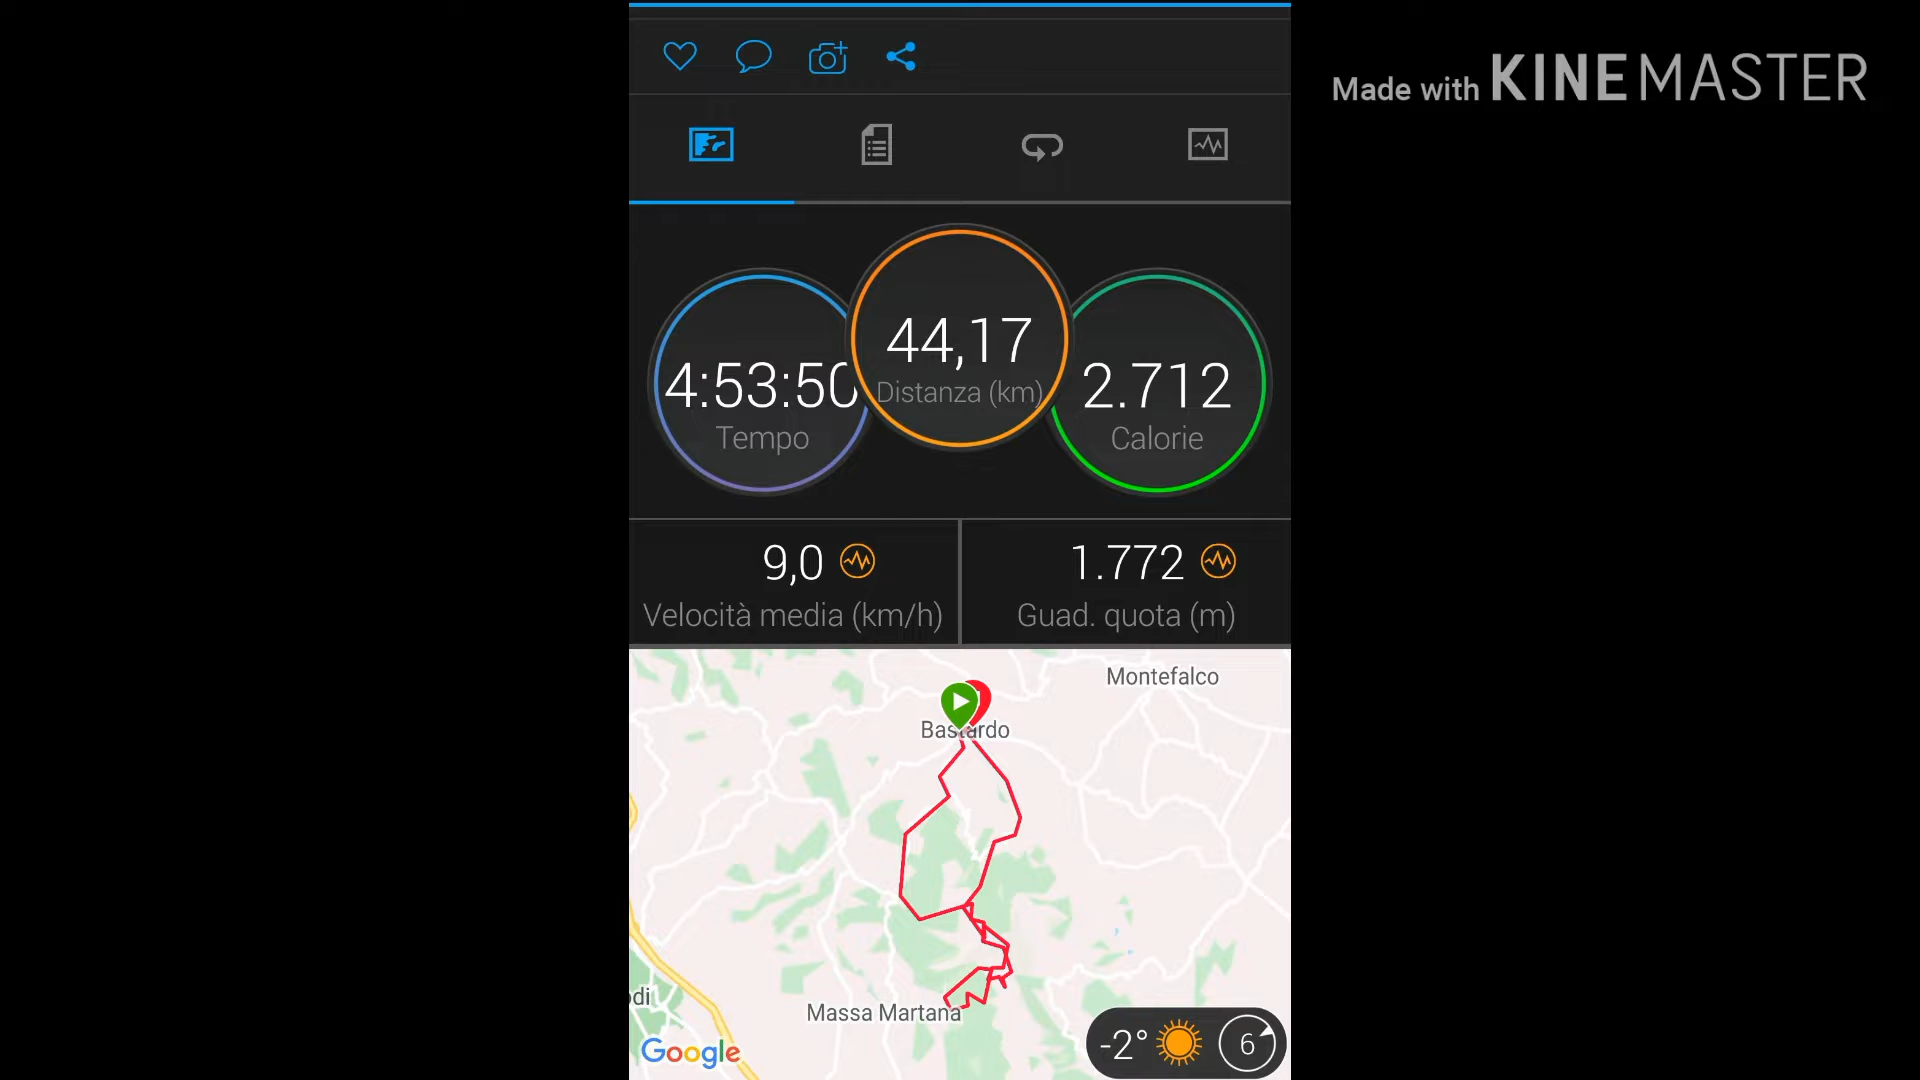 Made with KINEMASTER
44,17
Distanza (km)
4:53:50
Tempo
2.712
Calorie
9,0
Velocità media (km/h)
1.772
Guad. quota (m)
Montefalco
Bastardo
odi
Massa Martana
Google
-2° 6